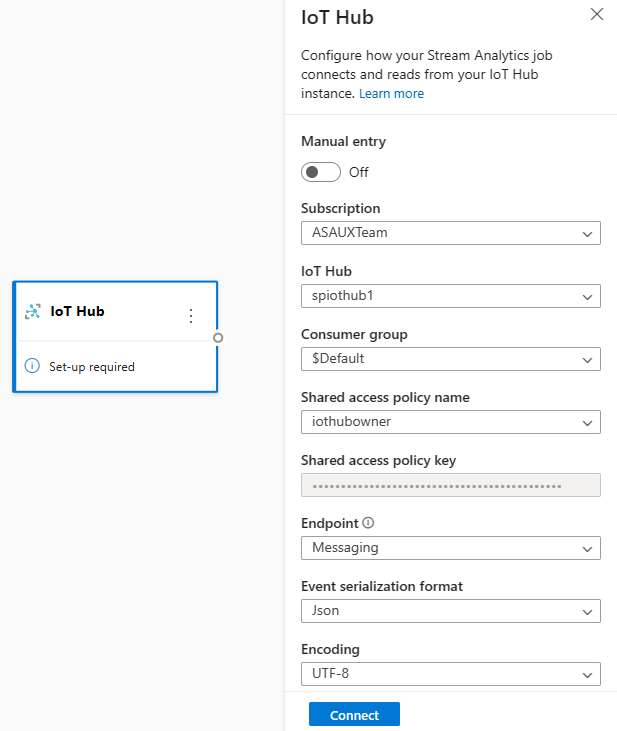 IoT Hub
Configure how your Stream Analytics job
connects and reads from your IoT Hub
instance. Learn more
Manual entry
Off
Subscription
ASAUXTeam
IoT Hub
spiothub1
Consumer group
$Default
Shared access policy name
iothubowner
Shared access policy key
Endpoint
Messaging
Event serialization format
Json
Encoding
UTF-8
Connect
IoT Hub
Set-up required